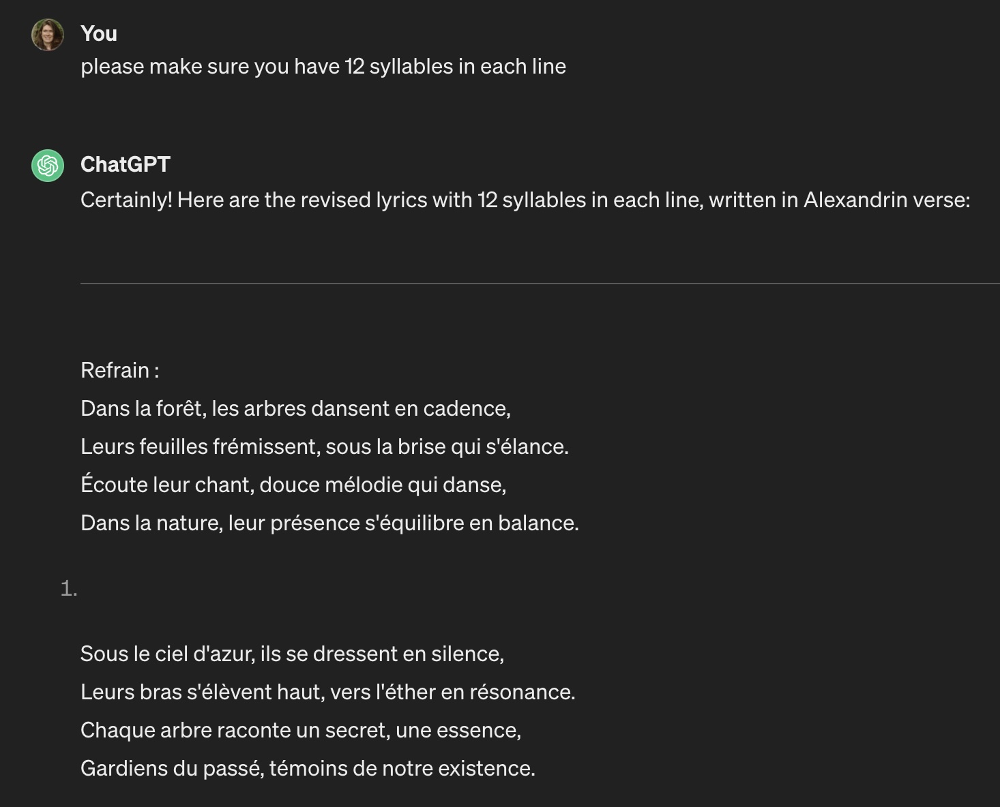 You
please make sure you have 12 syllables in each line
ChatGPT
Certainly! Here are the revised lyrics with 12 syllables in each line, written in Alexandrin verse:
Refrain :
Dans la forêt, les arbres dansent en cadence,
Leurs feuilles frémissent, sous la brise qui s'élance.
Écoute leur chant, douce mélodie qui danse,
Dans la nature, leur présence s'équilibre en balance.
1.
Sous le ciel d'azur, ils se dressent en silence,
Leurs bras s'élèvent haut, vers l'éther en résonance.
Chaque arbre raconte un secret, une essence,
Gardiens du passé, témoins de notre existence.